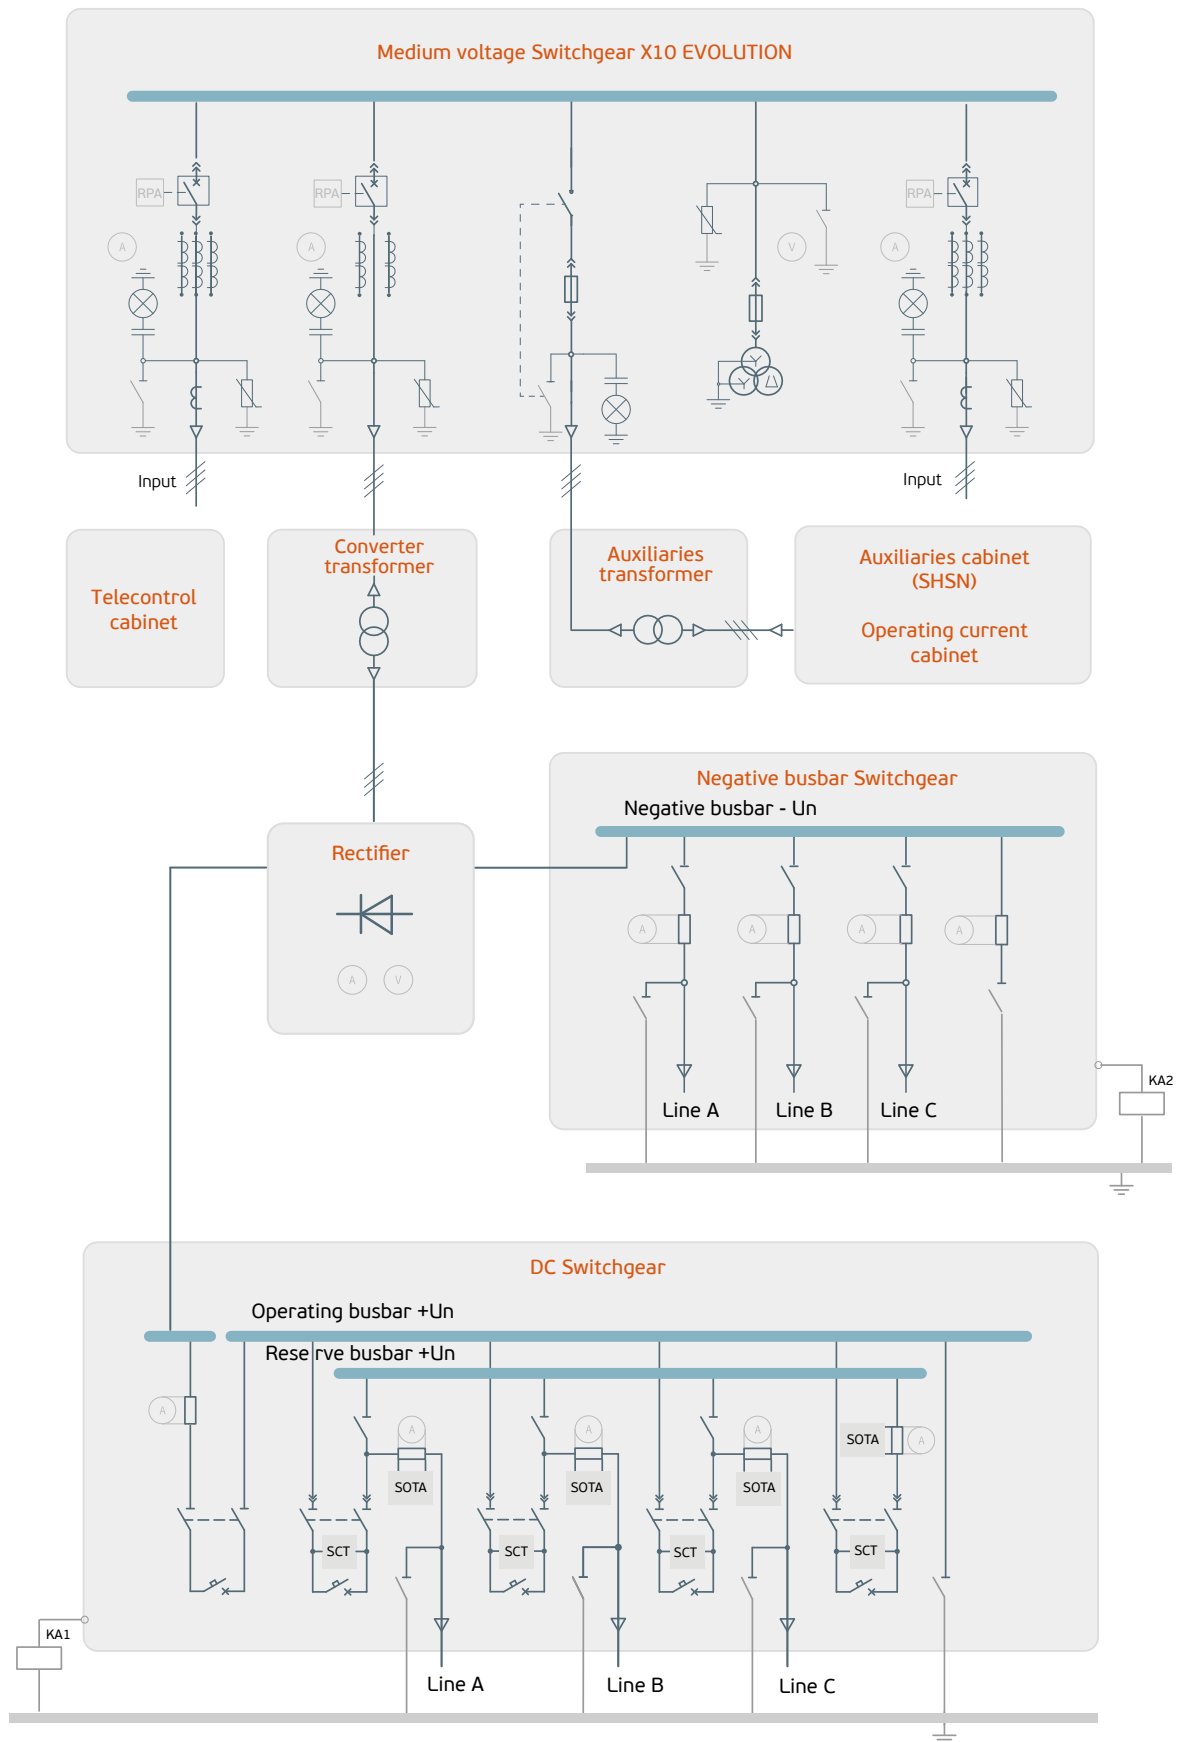 Medium voltage Switchgear X10 EVOLUTION
RPA
RPA
RPA
A
A
V
A
Input
Input
Telecontrol
cabinet
Converter
transformer
Auxiliaries
transformer
Auxiliaries cabinet
(SHSN)
Operating current
cabinet
Negative busbar Switchgear
Negative busbar - Un
Rectifier
A
V
A
A
A
A
KA2
Line A
Line B
Line C
DC Switchgear
Operating busbar +Un
Rese rve busbar +Un
A
A
A
A
SOTA
A
SOTA
SOTA
SOTA
SCT
SCT
SCT
SCT
KA1
Line A
Line B
Line C